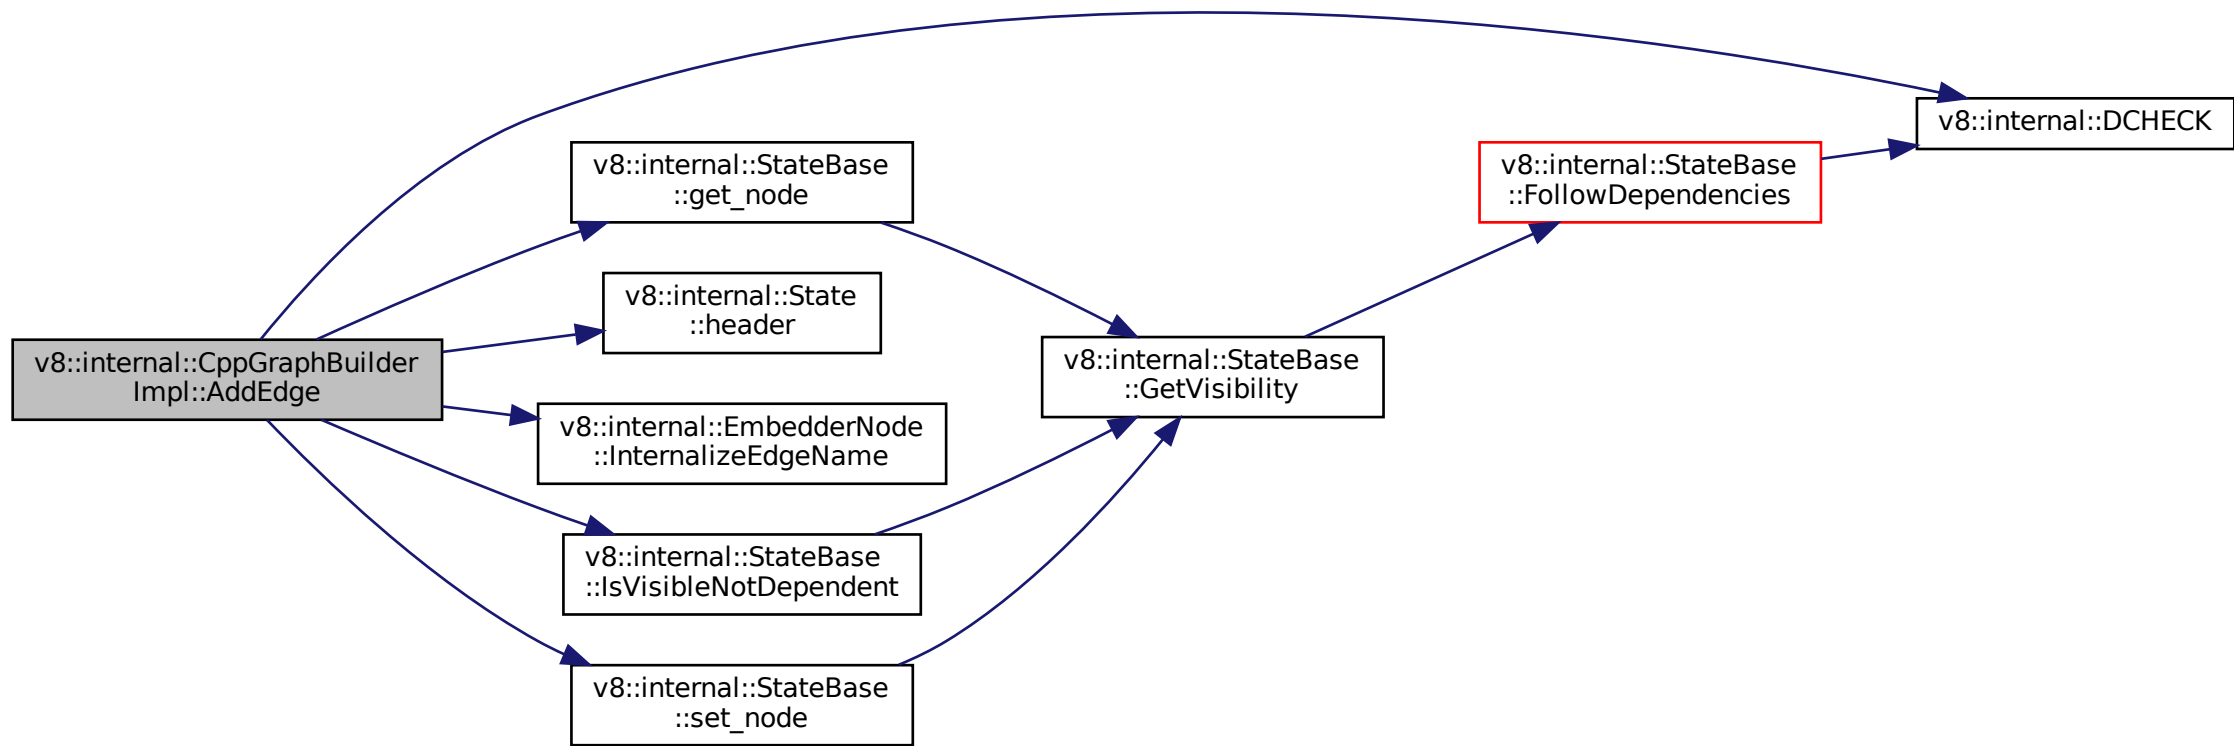 v8::internal::CppGraphBuilder
Impl::AddEdge
v8::internal::StateBase
::get_node
v8::internal::State
::header
v8::internal::EmbedderNode
::InternalizeEdgeName
v8::internal::StateBase
::IsVisibleNotDependent
v8::internal::StateBase
::set_node
v8::internal::StateBase
::GetVisibility
v8::internal::StateBase
::FollowDependencies
v8::internal::DCHECK